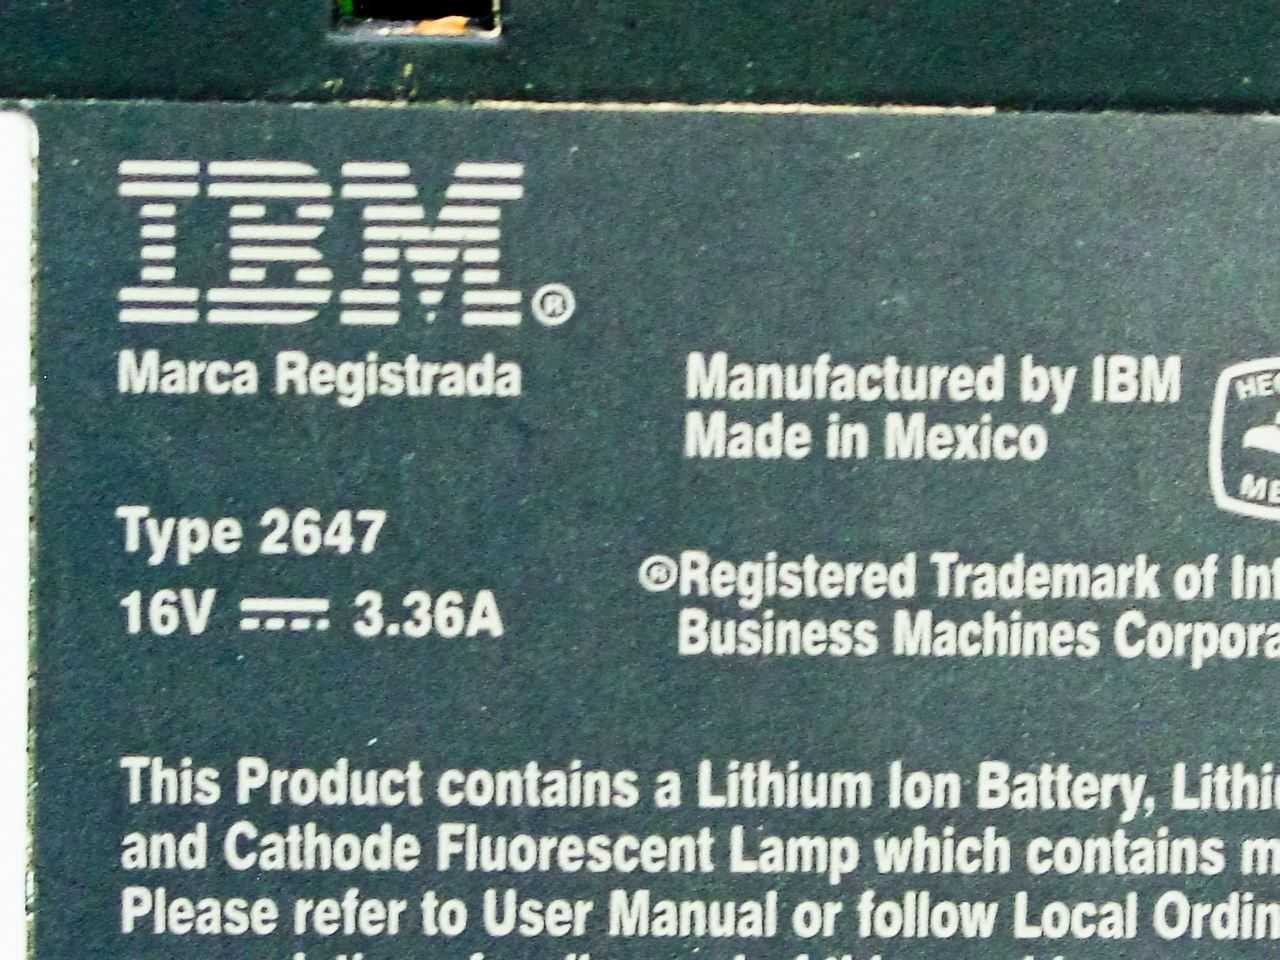 IBM®
Marca Registrada
Manufactured by IBM
Made in Mexico
Type 2647
16V 3.36A
®Registered Trademark of
Business Machines
This Product contains a Lithium Ion Battery,
and Cathode Fluorescent Lamp which contains
Please refer to User Manual or follow Local